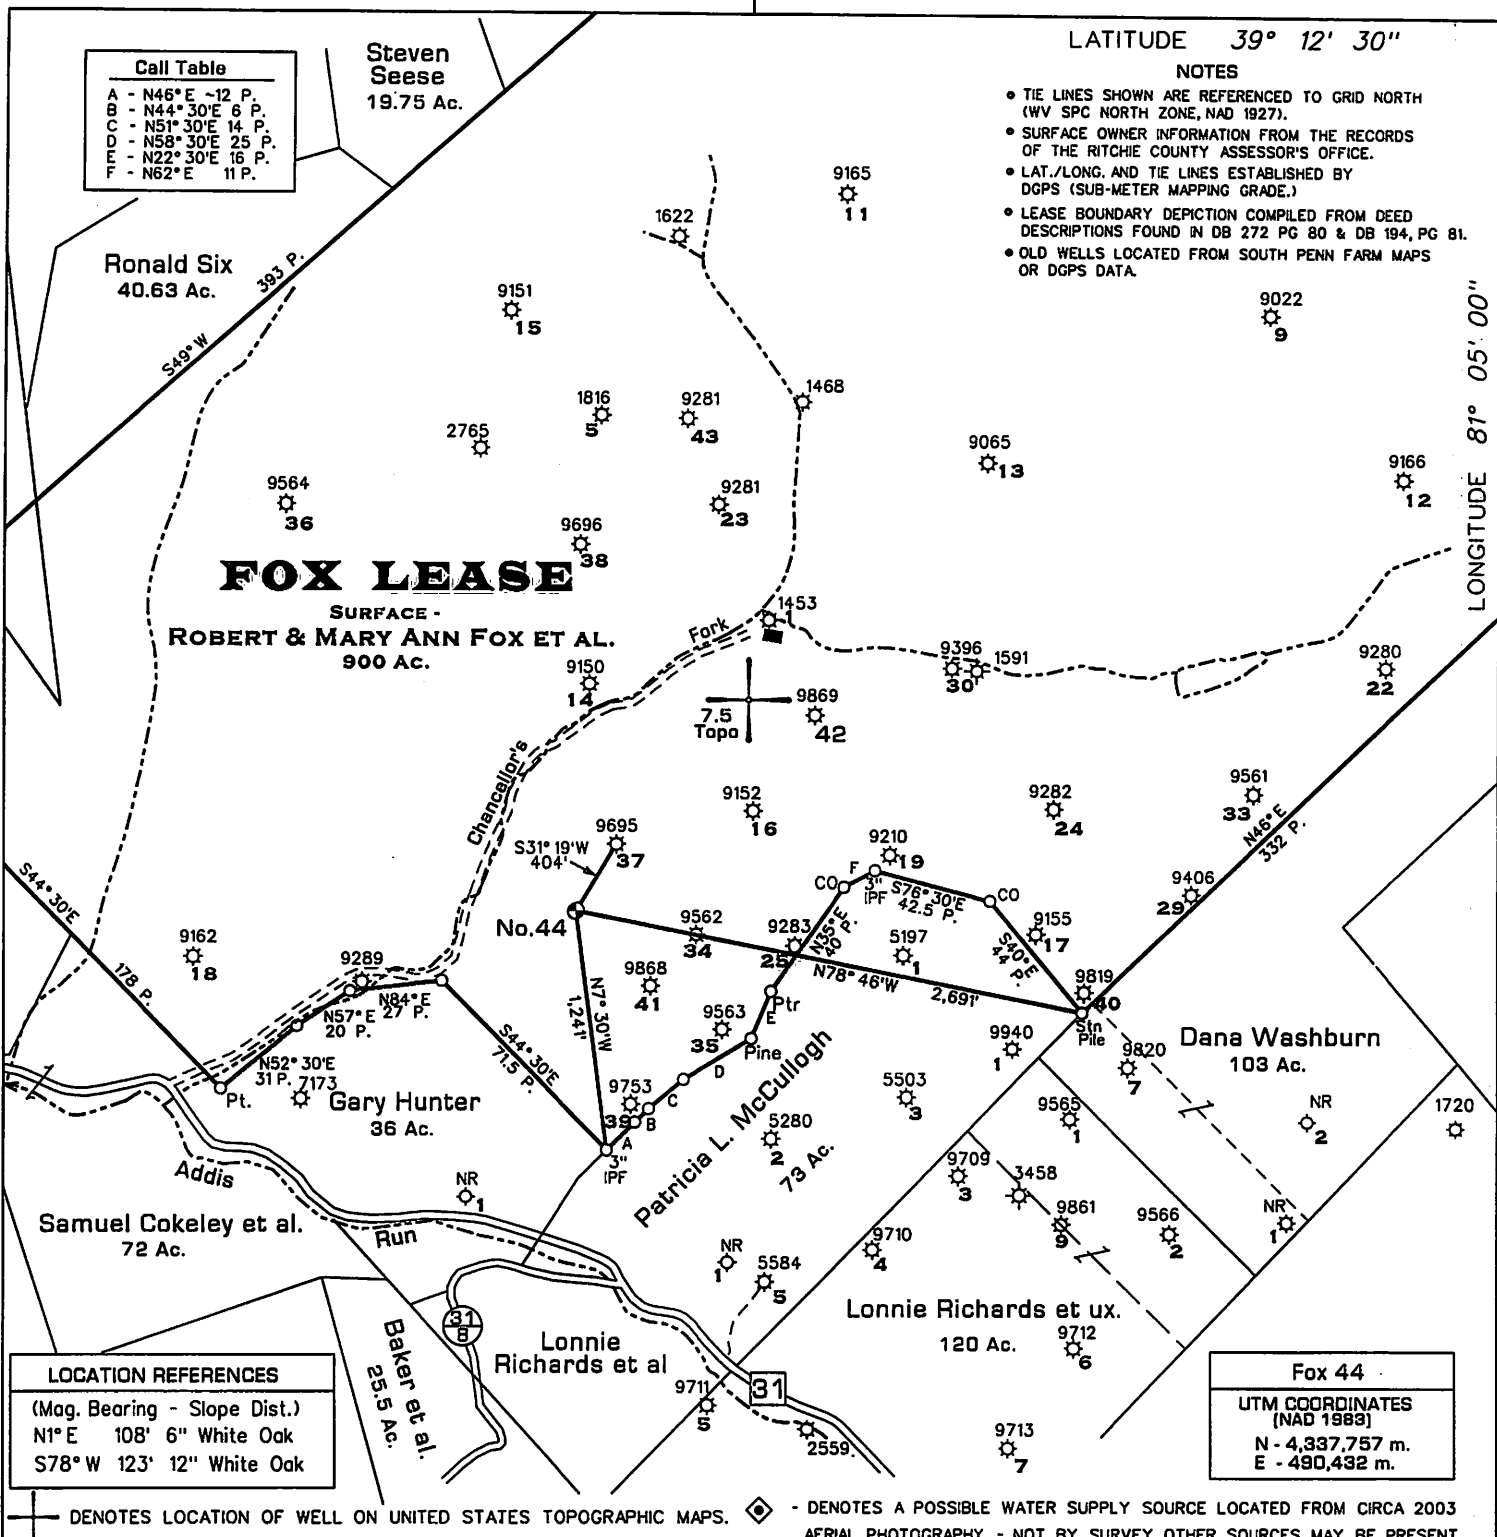 LATITUDE 39° 12' 30"
NOTES
• TIE LINES SHOWN ARE REFERENCED TO GRID NORTH
(WV SPC NORTH ZONE, NAD 1927).
• SURFACE OWNER INFORMATION FROM THE RECORDS
OF THE RITCHIE COUNTY ASSESSOR'S OFFICE.
• LAT./LONG. AND TIE LINES ESTABLISHED BY
DGPS (SUB-METER MAPPING GRADE.)
• LEASE BOUNDARY DEPICTION COMPILED FROM DEED
DESCRIPTIONS FOUND IN DB 272 PG 80 & DB 194, PG 81.
• OLD WELLS LOCATED FROM SOUTH PENN FARM MAPS
OR DGPS DATA.
LONGITUDE 81° 05' 00"
Call Table
A - N46°E ~12 P.
B - N44°30'E 6 P.
C - N51°30'E 14 P.
D - N58°30'E 25 P.
E - N22°30'E 16 P.
F - N62°E 11 P.
Steven
Seese
19.75 Ac.
Ronald Six
40.63 Ac.
S49°W
393 P.
9165
11
1622
9151
15
9022
9
1816
5
9281
43
1468
2765
9065
13
9166
12
9564
36
9281
23
9696
38
FOX LEASE
SURFACE -
ROBERT & MARY ANN FOX ET AL.
900 Ac.
1453
1
Fork
Chancellor's
9150
14
9396
30
1591
9280
22
7.5
Topo
9869
42
9152
16
9282
24
9561
33
N46°E
332 P.
9695
37
S31°19'W
404'
9210
19
F
CO
3"
IPF
S76°30'E
42.5 P.
CO
9406
29
No.44
9562
34
9283
25
N35°E
40 P.
5197
1
9155
17
S40°E
44 P.
N78°46'W
2,691'
S44°30'E
178 P.
9162
18
9289
N84°E
27 P.
N57°E
20 P.
N52°30'E
31 P.
7173
Pt.
9868
41
N7°30'W
1,241'
S44°30'E
71.5 P.
9563
35
Ptr
E
Pine
D
C
B
A
9753
39
3"
IPF
9819
40
Stn
Pile
9940
1
9820
7
Dana Washburn
103 Ac.
Gary Hunter
36 Ac.
5503
3
5280
2
Patricia L. McCullogh
73 Ac.
9565
1
NR
2
1720
9709
3
3458
9861
9
9566
2
NR
1
Addis
Run
NR
1
Samuel Cokeley et al.
72 Ac.
NR
1
5584
5
9710
4
Lonnie Richards et ux.
120 Ac.
9712
6
31
8
Baker et al.
25.5 Ac.
Lonnie
Richards et al
9711
5
31
2559
9713
7
LOCATION REFERENCES
(Mag. Bearing - Slope Dist.)
N1°E 108' 6" White Oak
S78°W 123' 12" White Oak
Fox 44
UTM COORDINATES
(NAD 1983)
N - 4,337,757 m.
E - 490,432 m.
DENOTES LOCATION OF WELL ON UNITED STATES TOPOGRAPHIC MAPS.
- DENOTES A POSSIBLE WATER SUPPLY SOURCE LOCATED FROM CIRCA 2003
AERIAL PHOTOGRAPHY - NOT BY SURVEY OTHER SOURCES MAY BE PRESENT